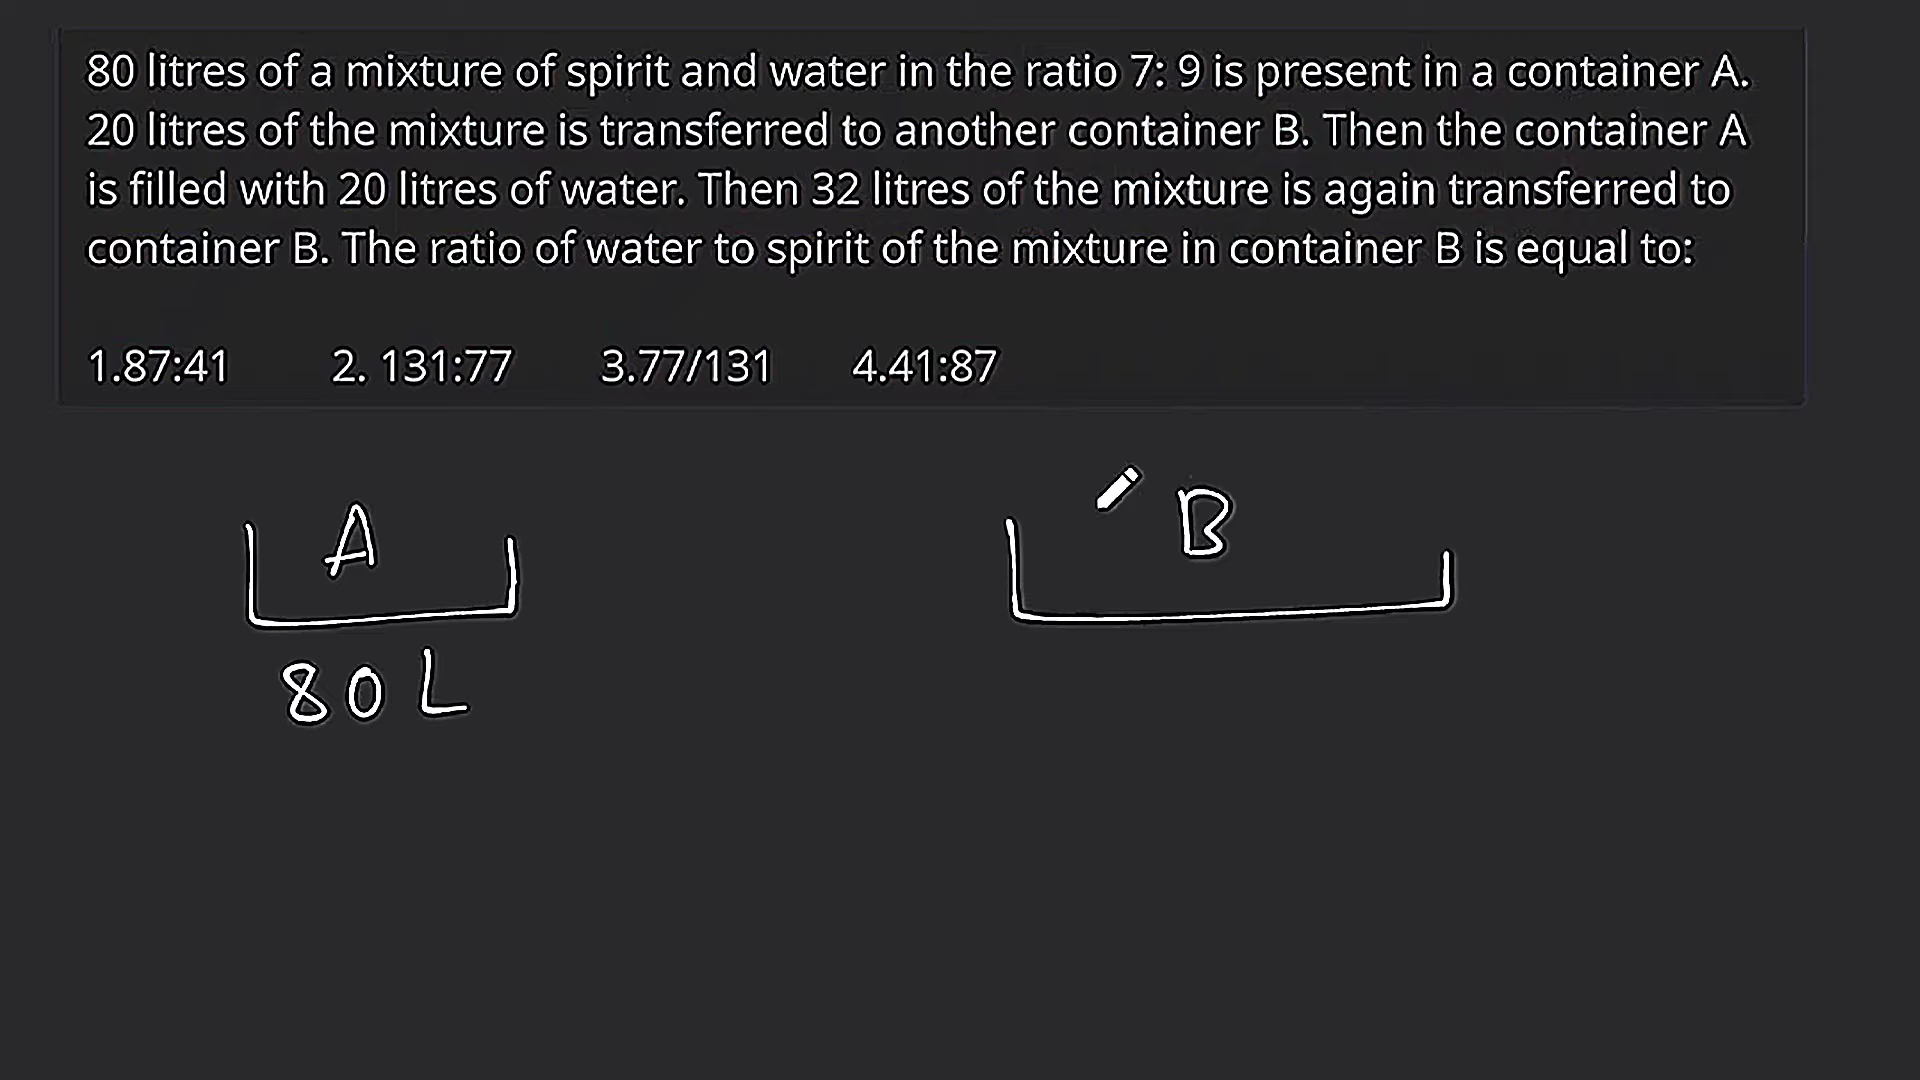 80 litres of a mixture of spirit and water in the ratio 7: 9 is present in a container A.
20 litres of the mixture is transferred to another container B. Then the container A
is filled with 20 litres of water. Then 32 litres of the mixture is again transferred to
container B. The ratio of water to spirit of the mixture in container B is equal to:
1.87:41 2. 131:77 3.77/131 4.41:87
A B
80 L